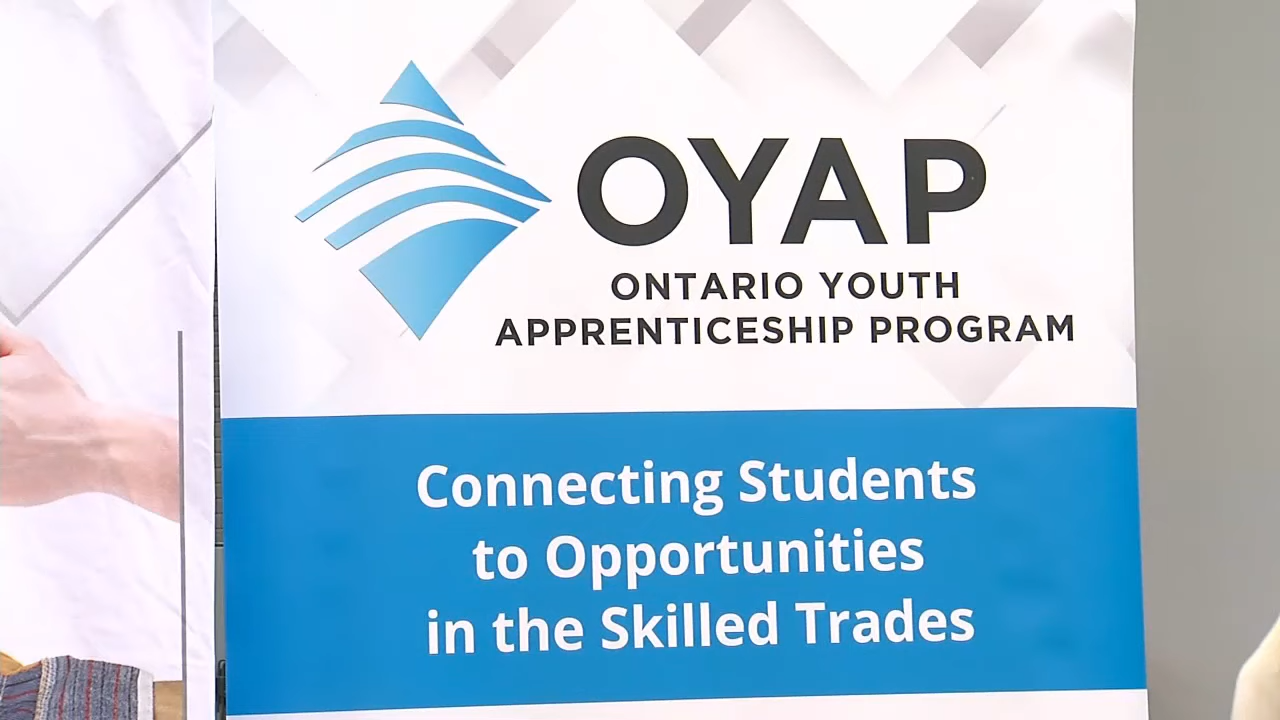 OYAP
ONTARIO YOUTH
APPRENTICESHIP PROGRAM
Connecting Students
to Opportunities
in the Skilled Trades